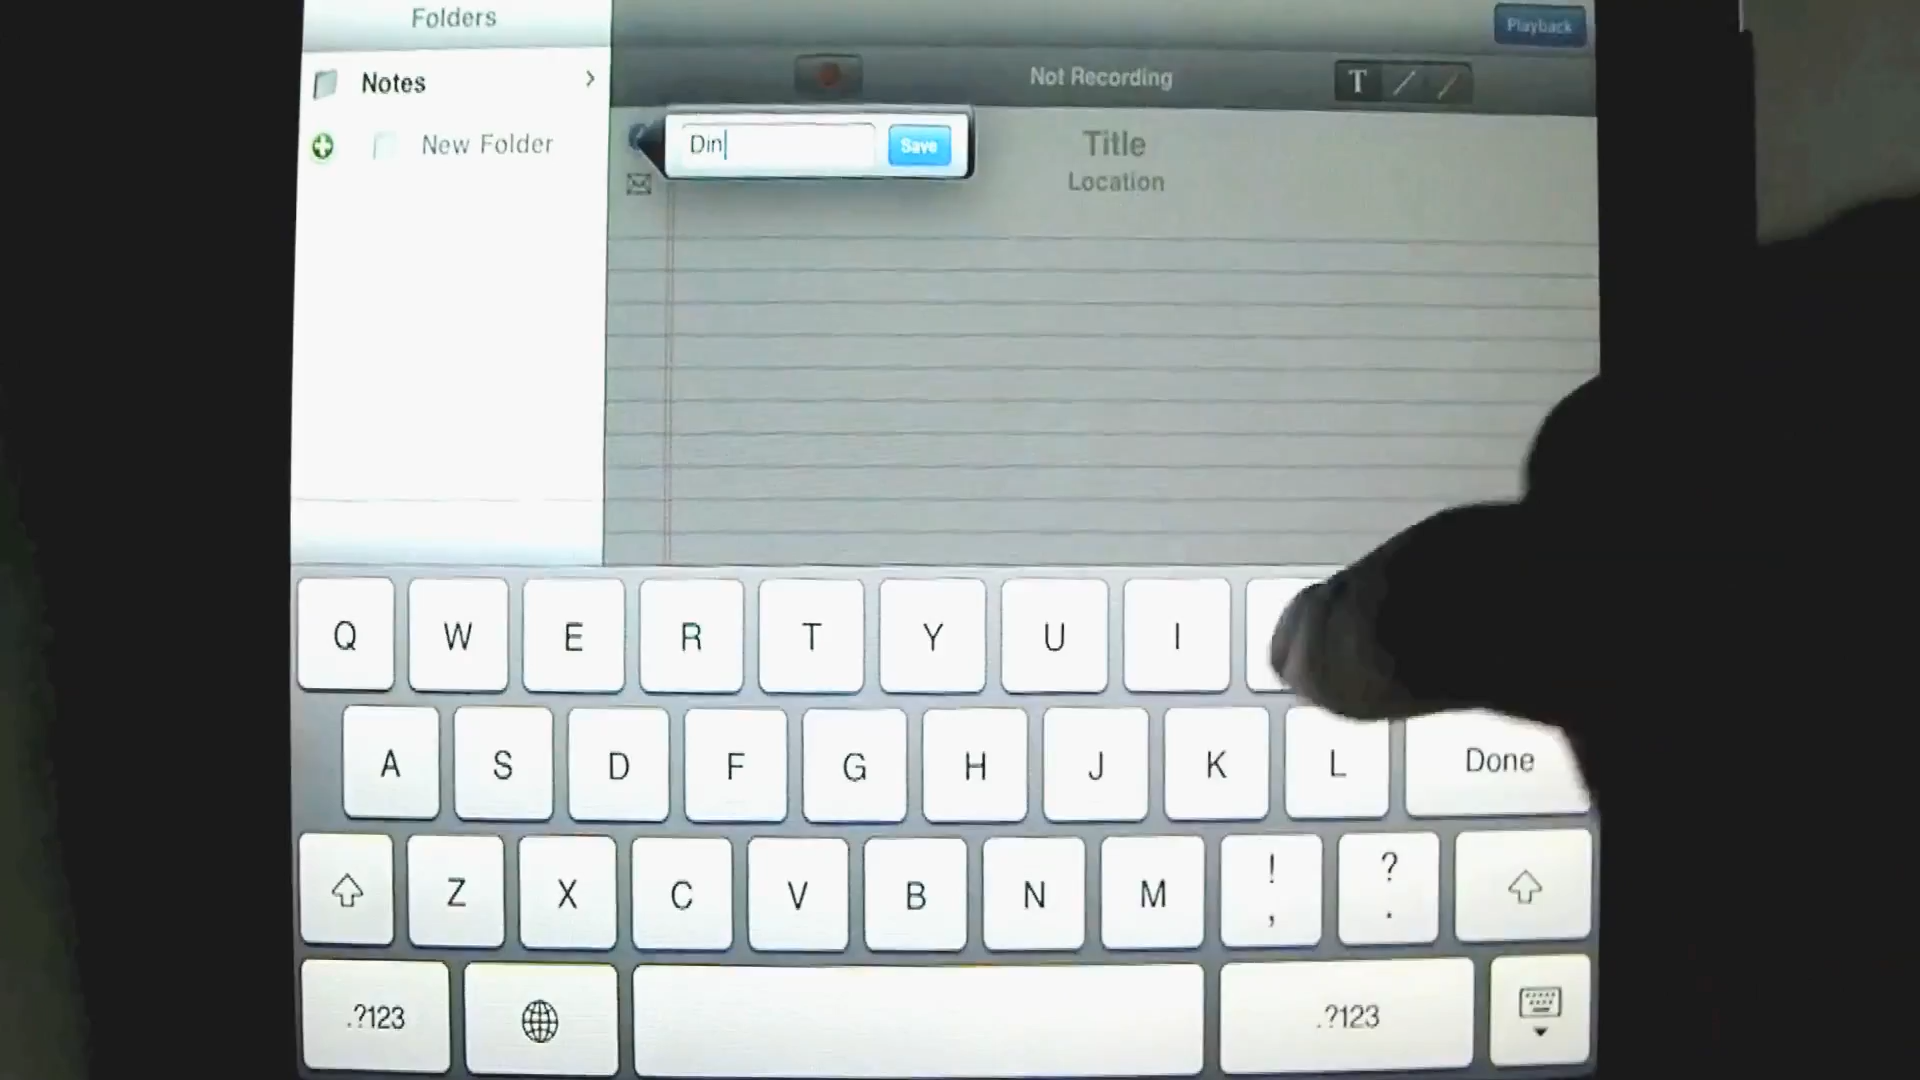 Folders
Playback
Notes
Not Recording
T
New Folder
Din
Save
Title
Location
Q W E R T Y U I
A S D F G H J K L Done
Z X C V B N M ! , ? .
.?123 .?123